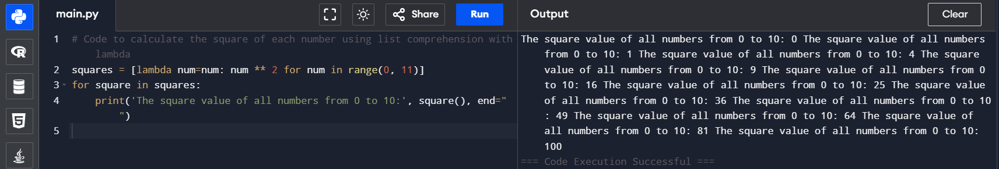 main.py
Share
Run
Output
Clear
1 # Code to calculate the square of each number using list comprehension with
lambda
2 squares = [lambda num=num: num ** 2 for num in range(0, 11)]
3 for square in squares:
4 print('The square value of all numbers from 0 to 10:', square(), end="
")
5
The square value of all numbers from 0 to 10: 0 The square value of all numbers
from 0 to 10: 1 The square value of all numbers from 0 to 10: 4 The square
value of all numbers from 0 to 10: 9 The square value of all numbers from 0
to 10: 16 The square value of all numbers from 0 to 10: 25 The square value
of all numbers from 0 to 10: 36 The square value of all numbers from 0 to 10
: 49 The square value of all numbers from 0 to 10: 64 The square value of
all numbers from 0 to 10: 81 The square value of all numbers from 0 to 10:
100
=== Code Execution Successful ===